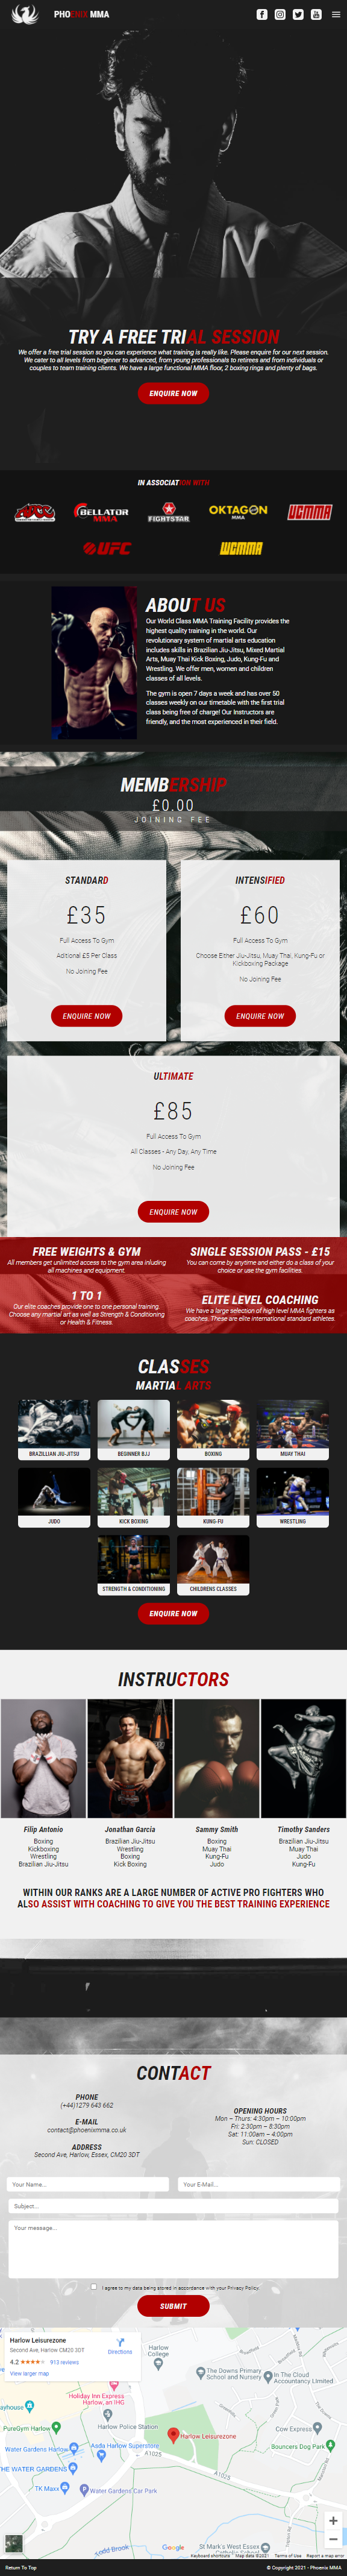 PHOENIX MMA
TRY A FREE TRIAL SESSION
We offer a free trial session so you can experience what training is really like. Please enquire for our next session.
We cater to all levels from beginner to advanced, from young professionals to retirees and from individuals or
couples to team training clients. We have a large functional MMA floor, 2 boxing rings and plenty of bags.
ENQUIRE NOW
IN ASSOCIATIGN WITH
BELLATOR
MMA
FIGHTSTAR
OKTAGON
MMA
UCMMA
UFC
WCMMA
ABOUT US
Our World Class MMA Training Facility provides the
highest quality training in the world. Our
revolutionary system of martial arts education
includes skills in Brazilian Jiu-Jitsu, Mixed Martial
Arts, Muay Thai Kick Boxing, Judo, Kung-Fu and
Wrestling. We offer men, women and children
classes of all levels.
The gym is open 7 days a week and has over 50
classes weekly on our timetable with the first trial
class being free of charge! Our Instructors are
friendly, and the most experienced in their field.
MEMBERSHIP
£0.00
JOINING FEE
STANDARD
£35
Full Access To Gym
Aditional £5 Per Class
No Joining Fee
ENQUIRE NOW
INTENSIFIED
£60
Full Access To Gym
Choose Either Jiu-Jitsu, Muay Thai, Kung-Fu or
Kickboxing Package
No Joining Fee
ENQUIRE NOW
ULTIMATE
£85
Full Access To Gym
All Classes - Any Day, Any Time
No Joining Fee
ENQUIRE NOW
FREE WEIGHTS & GYM
All members get unlimited access to the gym area inluding
all machines and equipment.
SINGLE SESSION PASS - £15
You can come by anytime and either do a class of your
choice or use the gym facilities.
1 TO 1
Our elite coaches provide one to one personal training.
Choose any martial art as well as Strength & Conditioning
or Health & Fitness.
ELITE LEVEL COACHING
We have a large selection of high level MMA fighters as
coaches. These are elite international standard athletes.
CLASSES
MARTIAL ARTS
BRAZILLIAN JIU-JITSU
BEGINNER BJJ
BOXING
MUAY THAI
JUDO
KICK BOXING
KUNG-FU
WRESTLING
STRENGTH & CONDITIONING
CHILDRENS CLASSES
ENQUIRE NOW
INSTRUCTORS
Filip Antonio
Boxing
Kickboxing
Wrestling
Brazilian Jiu-Jitsu
Jonathan Garcia
Brazilian Jiu-Jitsu
Wrestling
Boxing
Kick Boxing
Sammy Smith
Boxing
Muay Thai
Kung-Fu
Judo
Timothy Sanders
Brazilian Jiu-Jitsu
Muay Thai
Judo
Kung-Fu
WITHIN OUR RANKS ARE A LARGE NUMBER OF ACTIVE PRO FIGHTERS WHO
ALSO ASSIST WITH COACHING TO GIVE YOU THE BEST TRAINING EXPERIENCE
CONTACT
PHONE
(+44)1279 643 662
E-MAIL
contact@phoenixmma.co.uk
ADDRESS
Second Ave, Harlow, Essex, CM20 3DT
OPENING HOURS
Mon – Thurs: 4:30pm – 10:00pm
Fri: 2:30pm – 8:30pm
Sat: 11:00am – 4:00pm
Sun: CLOSED
Your Name...
Your E-Mail...
Subject...
Your message...
I agree to my data being stored in accordance with your Privacy Policy
SUBMIT
Harlow Leisurezone
Second Ave, Harlow CM20 3DT
4.2 ★★★★ 913 reviews
View larger map
Directions
Harlow
College
The Downs Primary
School and Nursery
In The Cloud
Accountancy Limited
Holiday Inn Express
Harlow, an IHG
Harlow Police Station
Harlow Leisurezone
Cow Express
Bouncers Dog Park
ayhouse
PureGym Harlow
Water Gardens Harlow
Asda Harlow Superstore
A1025
THE WATER GARDENS
TK Maxx
Water Gardens Car Park
A1025
Todd Brook
St Mark's West Essex
Google
Keyboard shortcuts
Map data ©2021
Terms of Use
Report a map error
Return To Top
© Copyright 2021 - Phoenix MMA